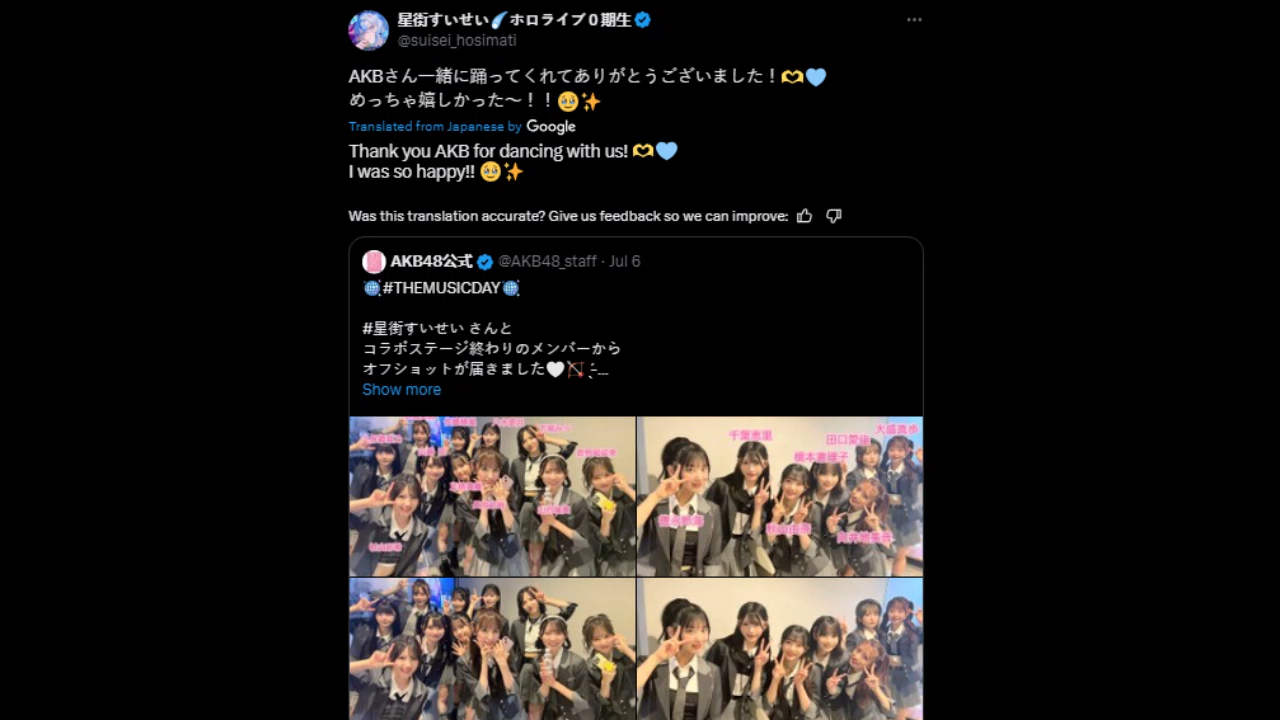 星街すいせい☄️ホロライブ0期生
@suisei_hosimati
AKBさん一緒に踊ってくれてありがとうございました！🫶🩵
めっちゃ嬉しかった〜！！🥹✨
Translated from Japanese by Google
Thank you AKB for dancing with us! 🫶🩵
I was so happy!! 🥹✨
Was this translation accurate? Give us feedback so we can improve:
AKB48公式 @AKB48_staff · Jul 6
#THEMUSICDAY
#星街すいせい さんと
コラボステージ終わりのメンバーから
オフショットが届きました🤍🏹 ̖́-...
Show more
千葉恵里
田口愛佳
大盛真歩
橋本恵理子